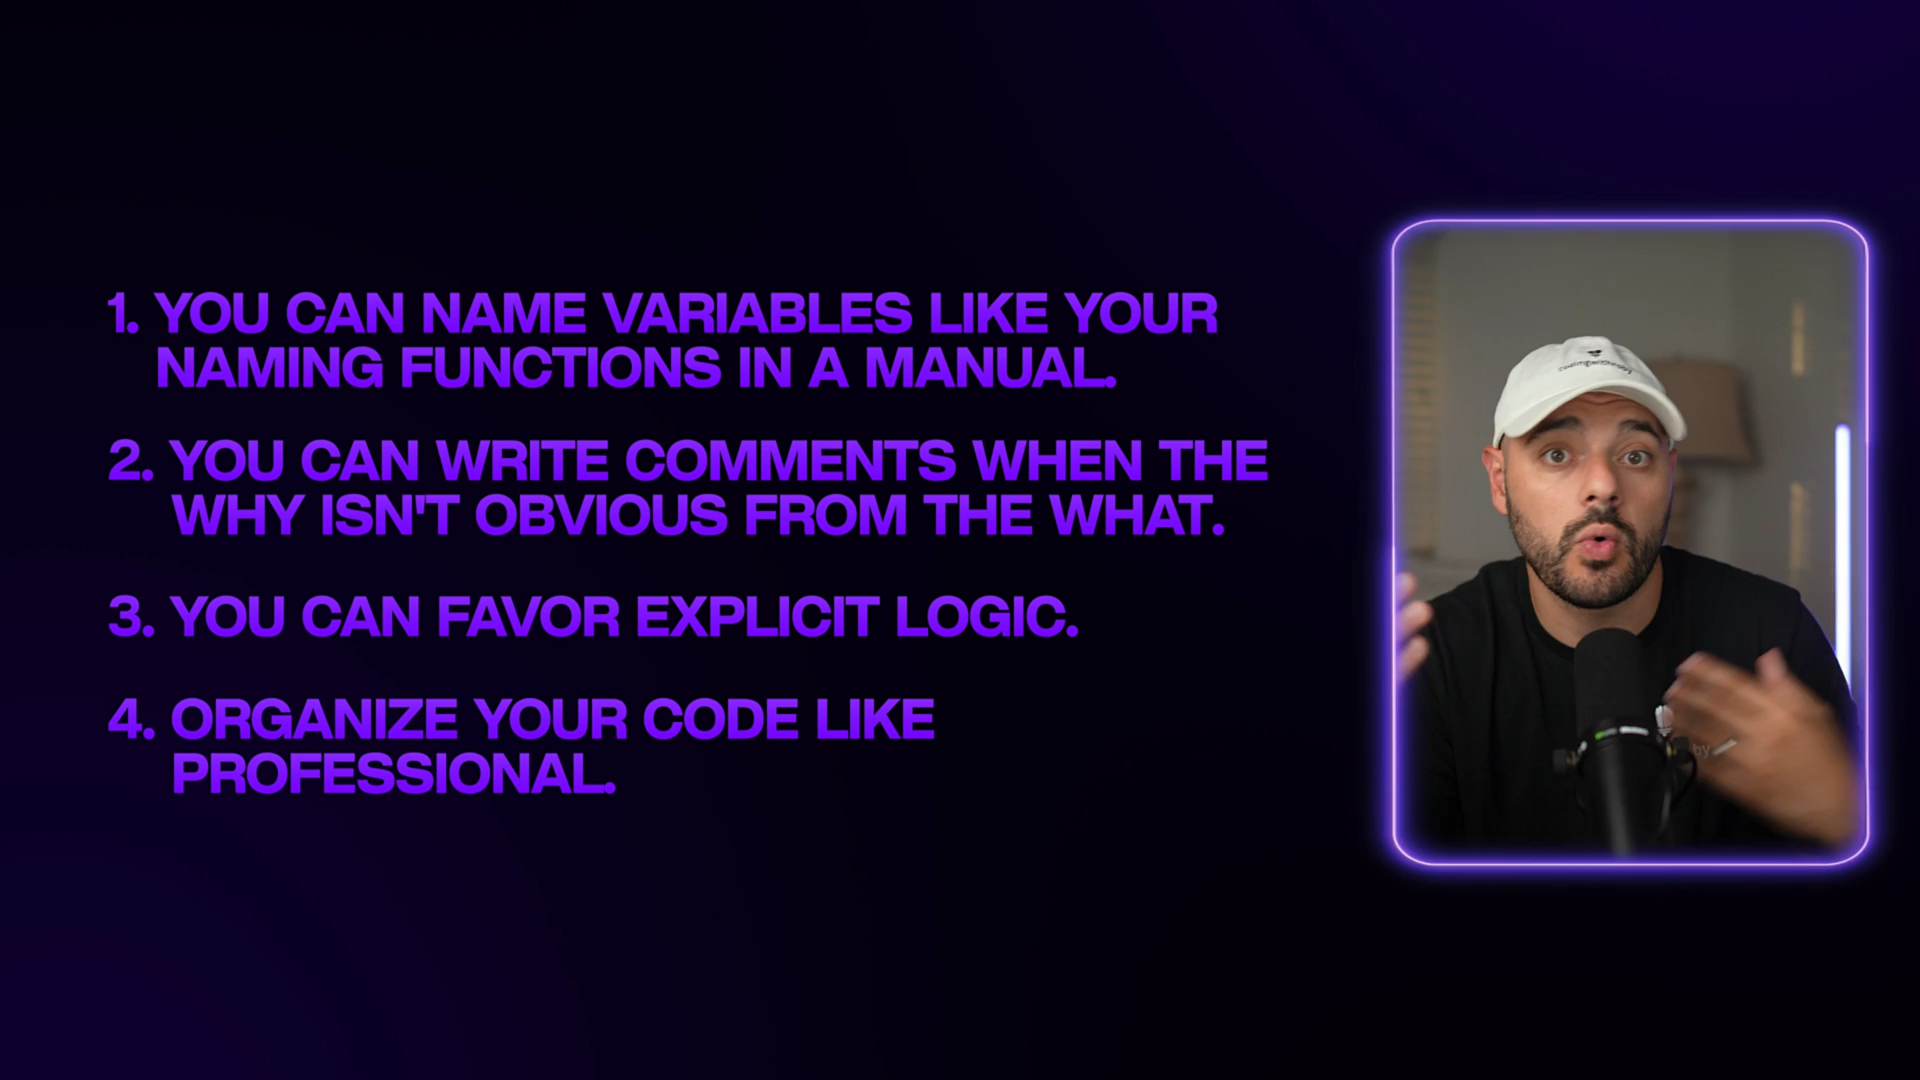 1. YOU CAN NAME VARIABLES LIKE YOUR
NAMING FUNCTIONS IN A MANUAL.
2. YOU CAN WRITE COMMENTS WHEN THE
WHY ISN'T OBVIOUS FROM THE WHAT.
3. YOU CAN FAVOR EXPLICIT LOGIC.
4. ORGANIZE YOUR CODE LIKE
PROFESSIONAL.
by